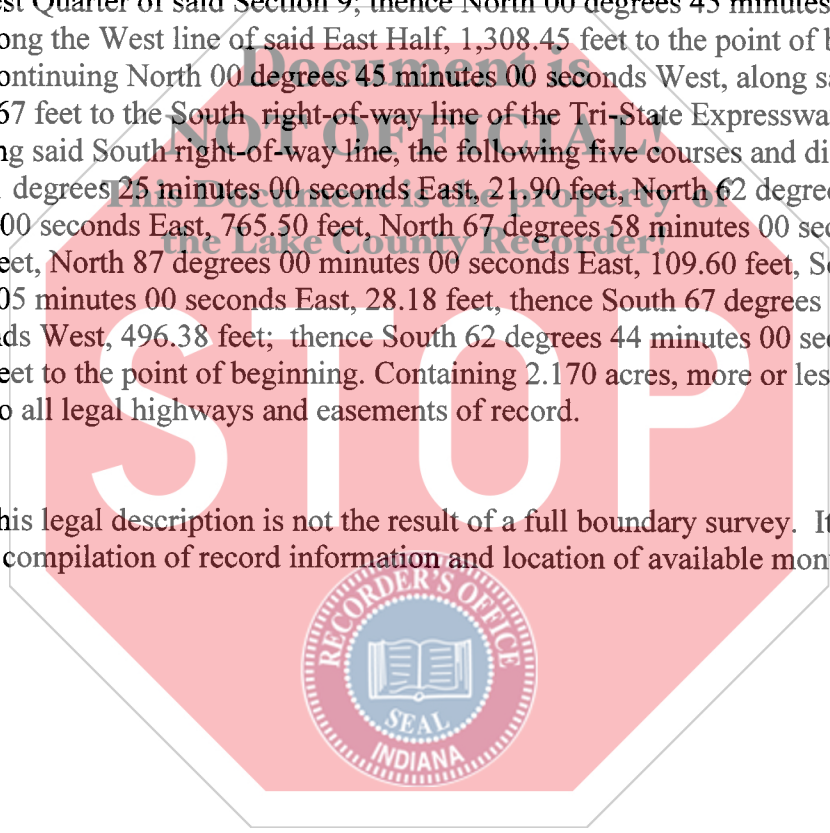 est Quarter of said Section 9; thence North 00 degrees 45 minutes
ong the West line of said East Half, 1,308.45 feet to the point of b
ontinuing North 00 degrees 45 minutes 00 seconds West, along sa
67 feet to the South right-of-way line of the Tri-State Expresswa
ng said South right-of-way line, the following five courses and di
degrees 25 minutes 00 seconds East, 21.90 feet, North 62 degree
00 seconds East, 765.50 feet, North 67 degrees 58 minutes 00 sec
eet, North 87 degrees 00 minutes 00 seconds East, 109.60 feet, So
05 minutes 00 seconds East, 28.18 feet, thence South 67 degrees
ds West, 496.38 feet; thence South 62 degrees 44 minutes 00 sec
eet to the point of beginning. Containing 2.170 acres, more or les
o all legal highways and easements of record.
his legal description is not the result of a full boundary survey. It
compilation of record information and location of available mon
Document is
NOT OFFICIAL!
This Document is the property of
the Lake County Recorder!
STOP
RECORDER'S OFFICE
SEAL
INDIANA